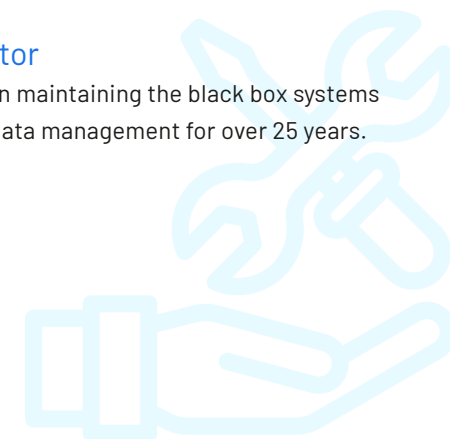 tor
n maintaining the black box systems
ata management for over 25 years.